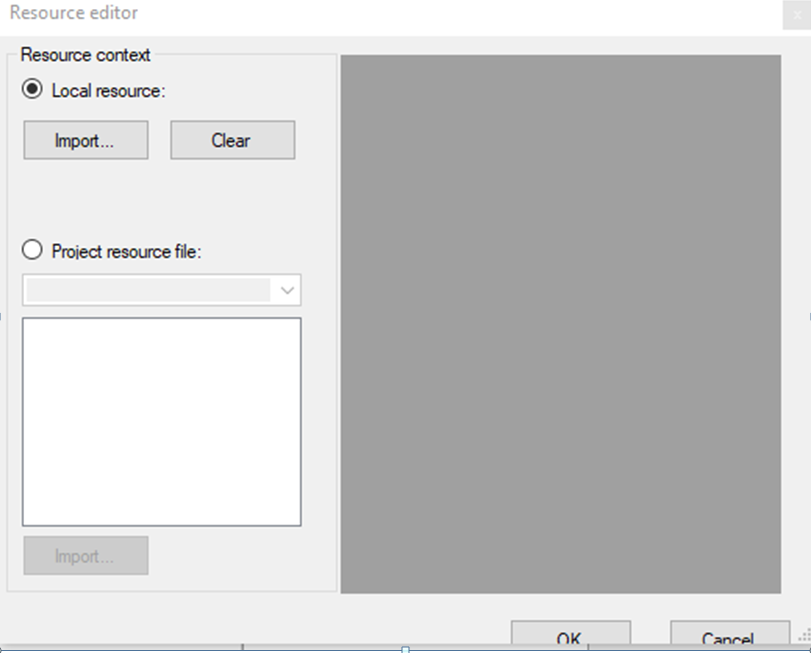 Resource editor
x
Resource context
Local resource:
Import...
Clear
Project resource file:
Import...
OK
Cancel